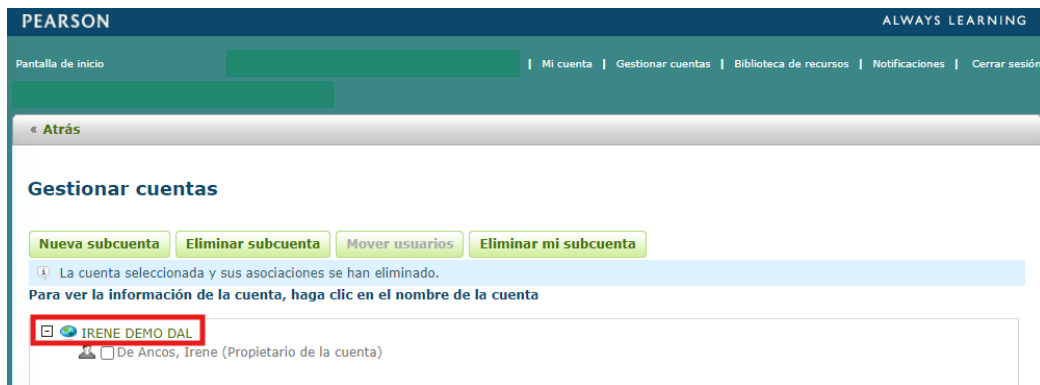 PEARSON ALWAYS LEARNING
Pantalla de inicio | Mi cuenta | Gestionar cuentas | Biblioteca de recursos | Notificaciones | Cerrar sesión
« Atrás
Gestionar cuentas
Nueva subcuenta Eliminar subcuenta Mover usuarios Eliminar mi subcuenta
La cuenta seleccionada y sus asociaciones se han eliminado.
Para ver la información de la cuenta, haga clic en el nombre de la cuenta
IRENE DEMO DAL
De Ancos, Irene (Propietario de la cuenta)